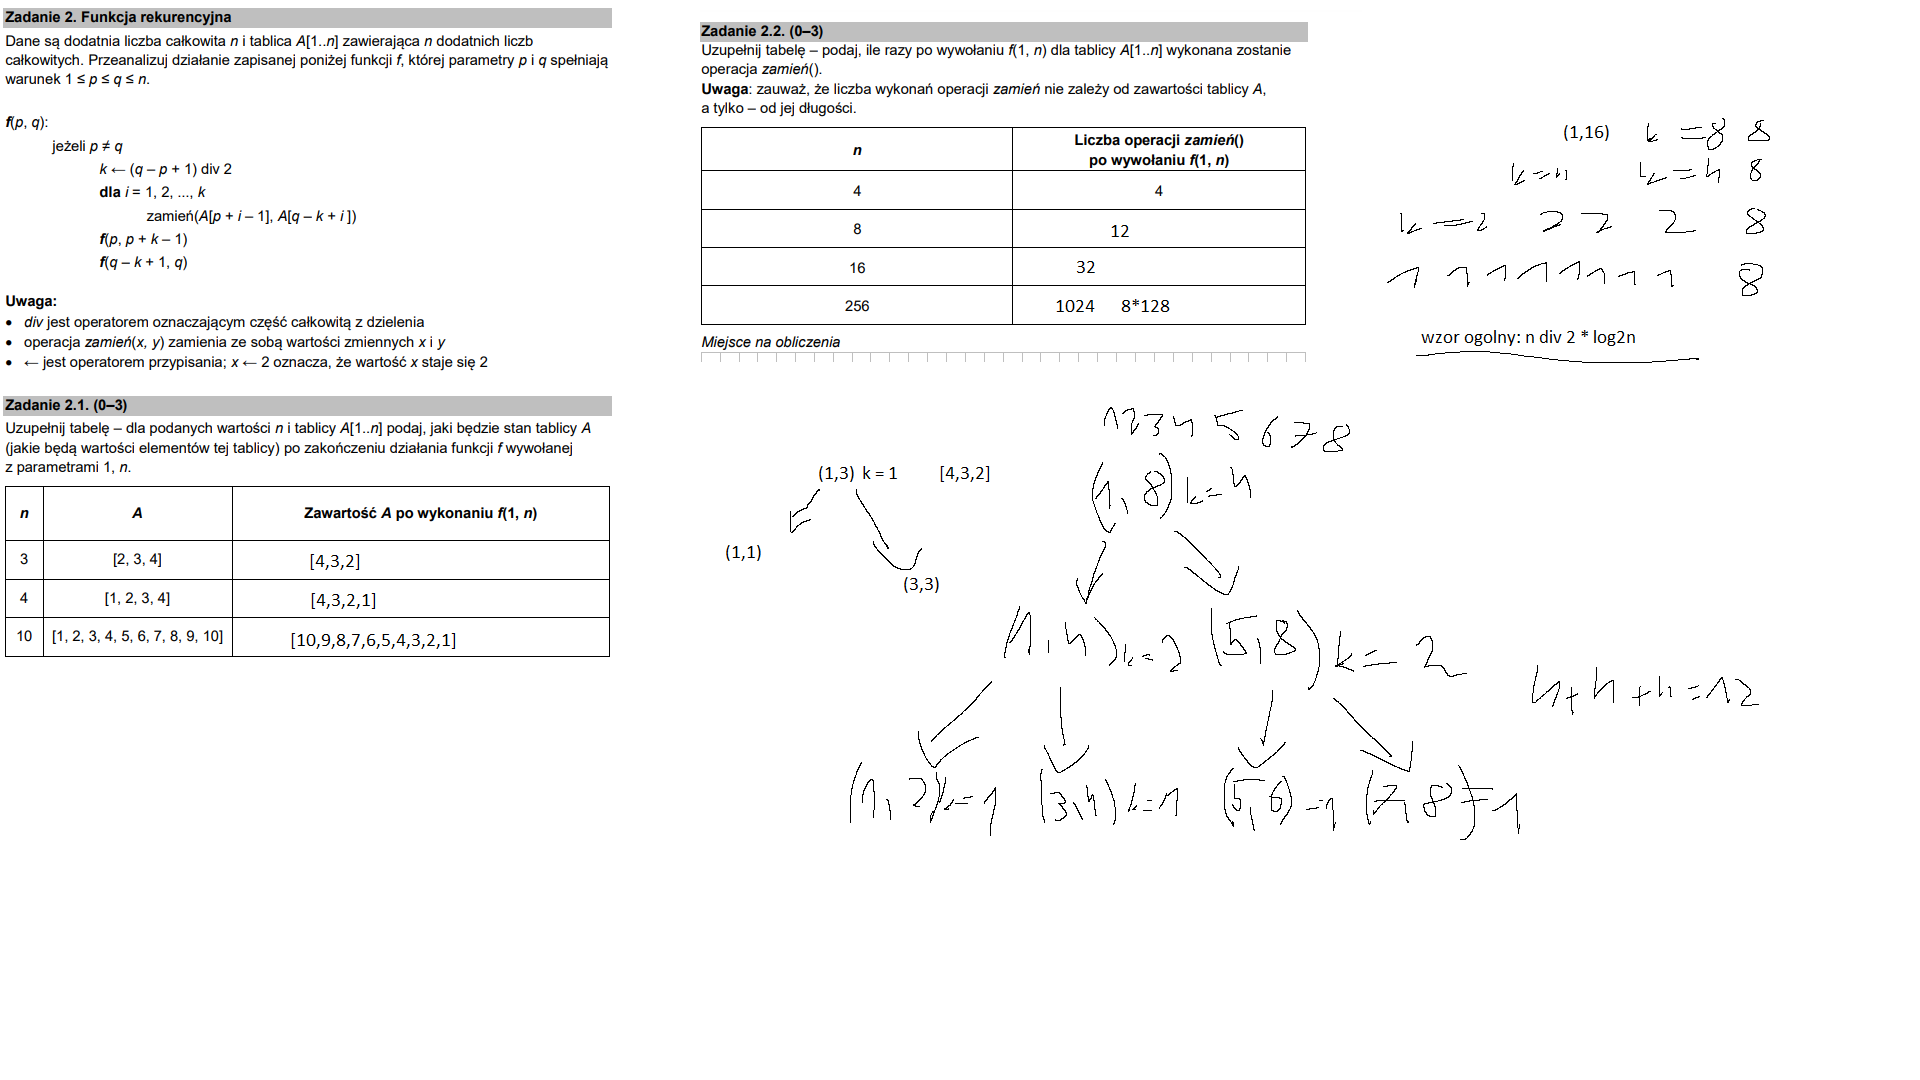 Zadanie 2. Funkcja rekurencyjna
Dane są dodatnia liczba całkowita n i tablica A[1..n] zawierająca n dodatnich liczb
całkowitych. Przeanalizuj działanie zapisanej poniżej funkcji f, której parametry p i q spełniają
warunek 1 ≤ p ≤ q ≤ n.
f(p, q):
jeżeli p ≠ q
k ← (q – p + 1) div 2
dla i = 1, 2, ..., k
zamień(A[p + i – 1], A[q – k + i ])
f(p, p + k – 1)
f(q – k + 1, q)
Uwaga:
• div jest operatorem oznaczającym część całkowitą z dzielenia
• operacja zamień(x, y) zamienia ze sobą wartości zmiennych x i y
• ← jest operatorem przypisania; x ← 2 oznacza, że wartość x staje się 2
Zadanie 2.1. (0–3)
Uzupełnij tabelę – dla podanych wartości n i tablicy A[1..n] podaj, jaki będzie stan tablicy A
(jakie będą wartości elementów tej tablicy) po zakończeniu działania funkcji f wywołanej
z parametrami 1, n.
n A Zawartość A po wykonaniu f(1, n)
3 [2, 3, 4] [4,3,2]
4 [1, 2, 3, 4] [4,3,2,1]
10 [1, 2, 3, 4, 5, 6, 7, 8, 9, 10] [10,9,8,7,6,5,4,3,2,1]
Zadanie 2.2. (0–3)
Uzupełnij tabelę – podaj, ile razy po wywołaniu f(1, n) dla tablicy A[1..n] wykonana zostanie
operacja zamień().
Uwaga: zauważ, że liczba wykonań operacji zamień nie zależy od zawartości tablicy A,
a tylko – od jej długości.
n Liczba operacji zamień()
po wywołaniu f(1, n)
4 4
8 12
16 32
256 1024 8*128
Miejsce na obliczenia
(1,16) k =8 8
k=4 k=4 8
k=2 2 2 2 8
1 1 1 1 1 1 1 1 8
wzor ogolny: n div 2 * log2n
1 2 3 4 5 6 7 8
(1,3) k = 1 [4,3,2]
(1, 8) k=4
(1,1)
(3,3)
(1,4) k=2 (5,8) k=2
4+4+4=12
(1,2) k=1 (3,4) k=1 (5,6) =1 (7,8) =1